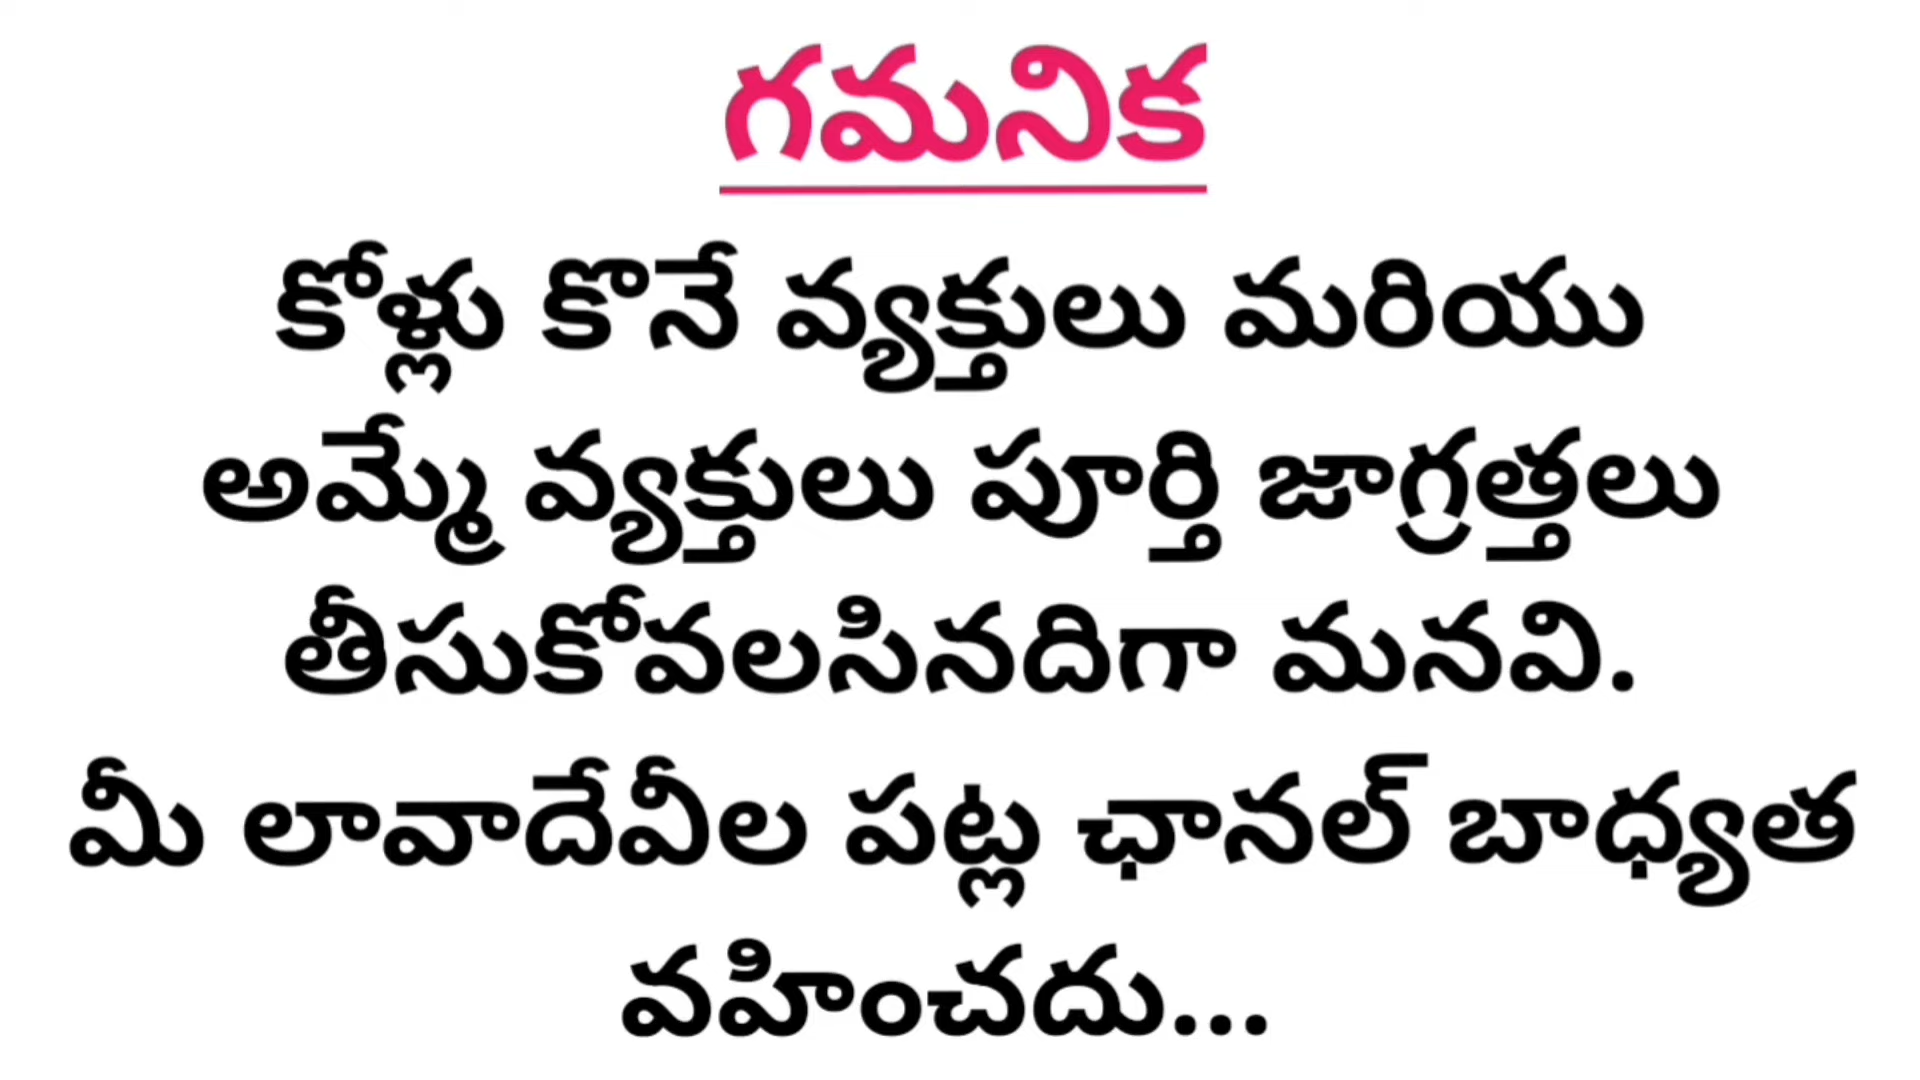 గమనిక
కోళ్లు కొనే వ్యక్తులు మరియు
అమ్మే వ్యక్తులు పూర్తి జాగ్రత్తలు
తీసుకోవలసినదిగా మనవి.
మీ లావాదేవీల పట్ల ఛానల్ బాధ్యత
వహించదు...